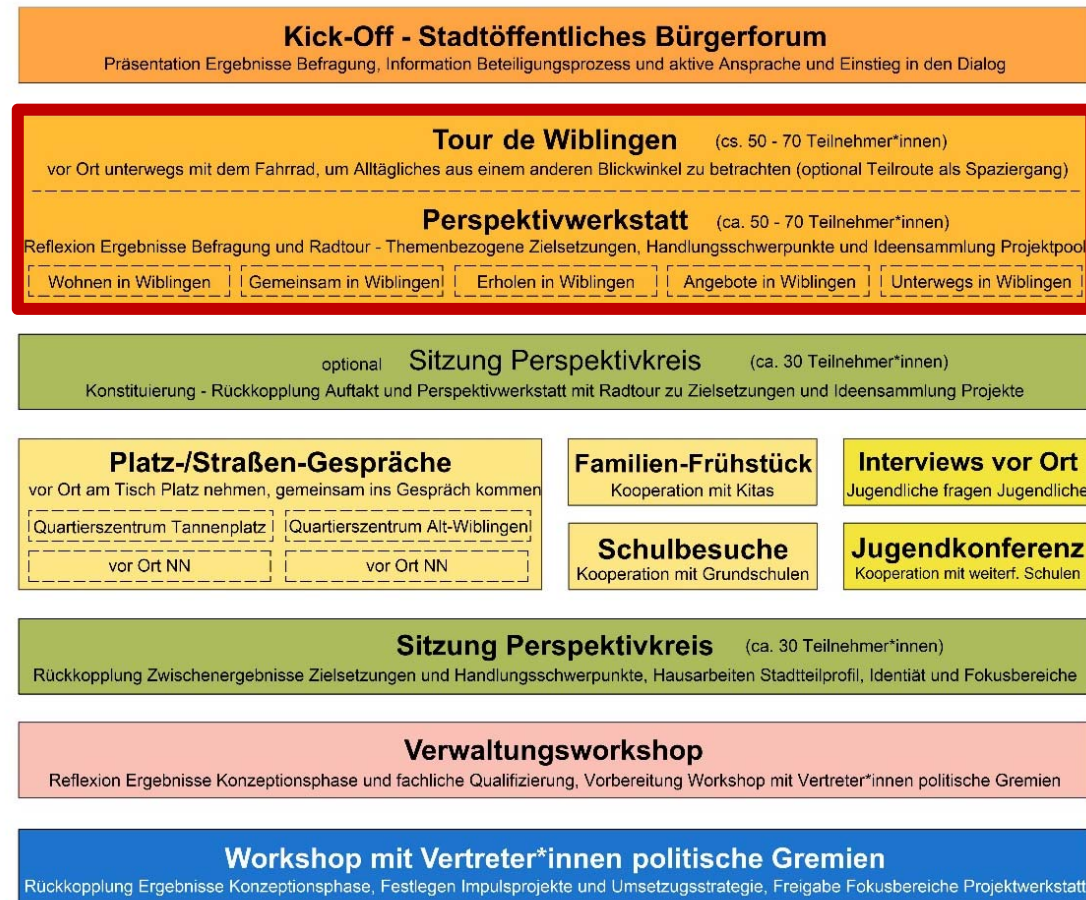 Kick-Off - Stadtöffentliches Bürgerforum
Präsentation Ergebnisse Befragung, Information Beteiligungsprozess und aktive Ansprache und Einstieg in den Dialog
Tour de Wiblingen (cs. 50 - 70 Teilnehmer*innen)
vor Ort unterwegs mit dem Fahrrad, um Alltägliches aus einem anderen Blickwinkel zu betrachten (optional Teilroute als Spaziergang)
Perspektivwerkstatt (ca. 50 - 70 Teilnehmer*innen)
Reflexion Ergebnisse Befragung und Radtour - Themenbezogene Zielsetzungen, Handlungsschwerpunkte und Ideensammlung Projektpool
Wohnen in Wiblingen
Gemeinsam in Wiblingen
Erholen in Wiblingen
Angebote in Wiblingen
Unterwegs in Wiblingen
optional Sitzung Perspektivkreis (ca. 30 Teilnehmer*innen)
Konstituierung - Rückkopplung Auftakt und Perspektivwerkstatt mit Radtour zu Zielsetzungen und Ideensammlung Projekte
Platz-/Straßen-Gespräche
vor Ort am Tisch Platz nehmen, gemeinsam ins Gespräch kommen
Quartierszentrum Tannenplatz
Quartierszentrum Alt-Wiblingen
vor Ort NN
vor Ort NN
Familien-Frühstück
Kooperation mit Kitas
Schulbesuche
Kooperation mit Grundschulen
Interviews vor Ort
Jugendliche fragen Jugendliche
Jugendkonferenz
Kooperation mit weiterf. Schulen
Sitzung Perspektivkreis (ca. 30 Teilnehmer*innen)
Rückkopplung Zwischenergebnisse Zielsetzungen und Handlungsschwerpunkte, Hausarbeiten Stadtteilprofil, Identiät und Fokusbereiche
Verwaltungsworkshop
Reflexion Ergebnisse Konzeptionsphase und fachliche Qualifizierung, Vorbereitung Workshop mit Vertreter*innen politische Gremien
Workshop mit Vertreter*innen politische Gremien
Rückkopplung Ergebnisse Konzeptionsphase, Festlegen Impulsprojekte und Umsetzugsstrategie, Freigabe Fokusbereiche Projektwerkstatt